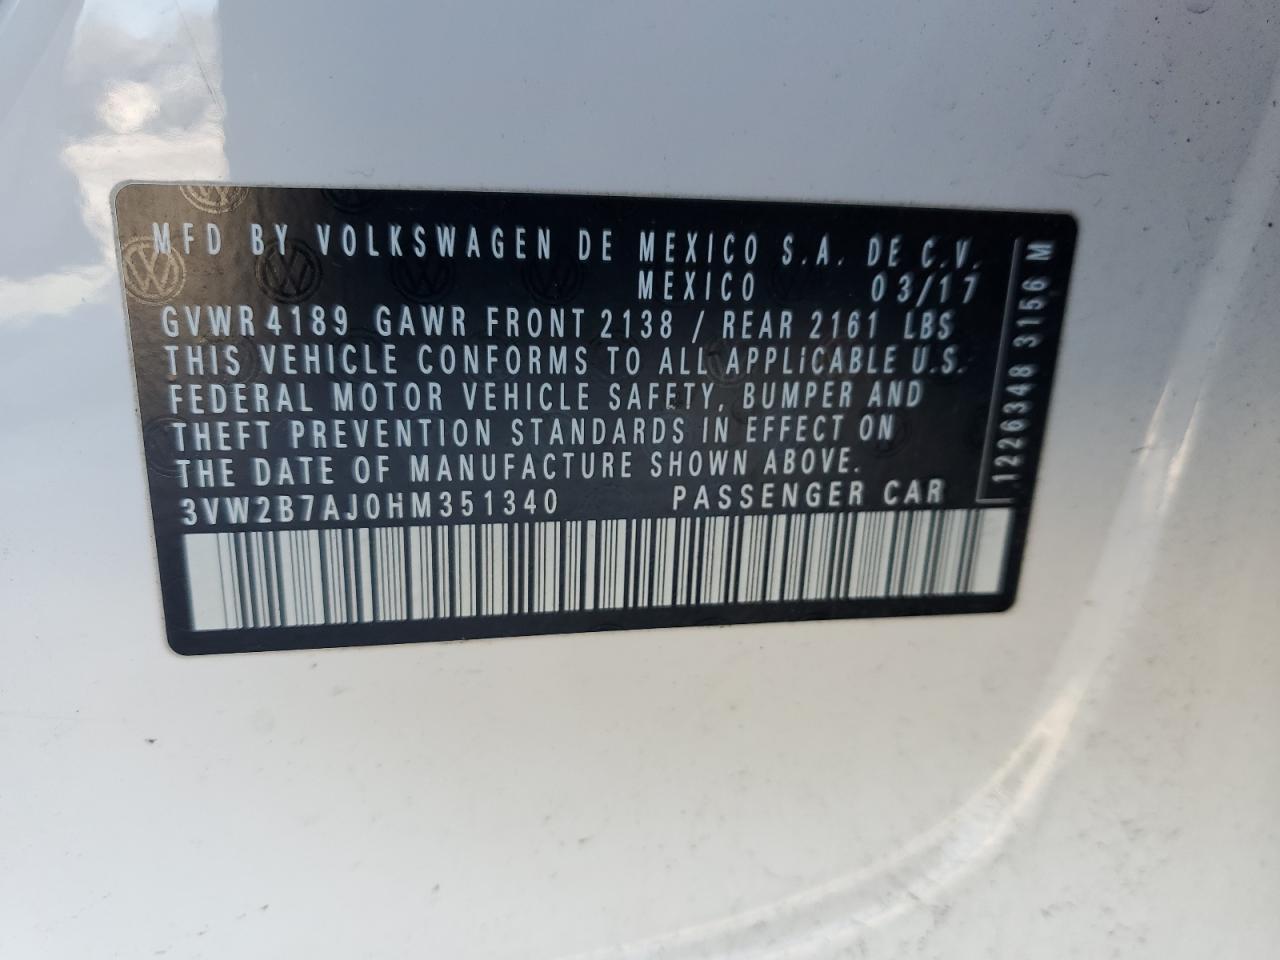 MFD BY VOLKSWAGEN DE MEXICO S.A. DE C.V.
MEXICO 03/17
GVWR 4189 GAWR FRONT 2138 / REAR 2161 LBS
THIS VEHICLE CONFORMS TO ALL APPLiCABLE U.S.
FEDERAL MOTOR VEHICLE SAFETY, BUMPER AND
THEFT PREVENTION STANDARDS IN EFFECT ON
THE DATE OF MANUFACTURE SHOWN ABOVE.
3VW2B7AJ0HM351340 PASSENGER CAR
1226348 3156 M